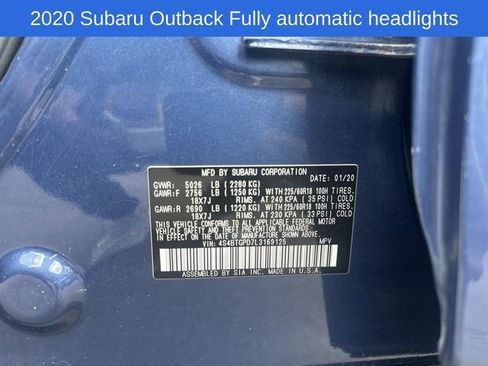 2020 Subaru Outback Fully automatic headlights
MFD BY SUBARU CORPORATION
GVWR: 5026 LB (2280 KG) 01/20
GAWR:F 2756 LB (1250 KG) WITH 225/60R18 100H TIRES,
18X7J RIMS, AT 240 KPA ( 35 PSI) COLD
GAWR:R 2690 LB (1220 KG) WITH 225/60R18 100H TIRES,
18X7J RIMS, AT 230 KPA ( 33 PSI) COLD
THIS VEHICLE CONFORMS TO ALL APPLICABLE FEDERAL MOTOR
VEHICLE SAFETY AND THEFT PREVENTION STANDARDS IN EFFECT
ON THE DATE OF MANUFACTURE SHOWN ABOVE.
VIN: 4S4BTGPD7L3169125 MPV
ASSEMBLED BY SIA INC. MADE IN U.S.A.